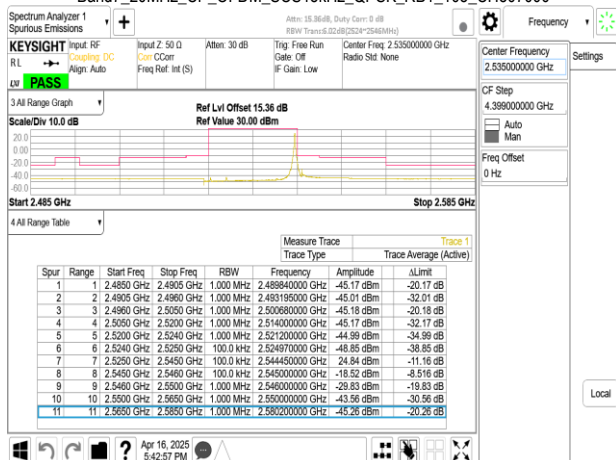 Spectrum Analyzer 1
Spurious Emissions
Attn: 15.36dB, Duty Corr: 0 dB
RBW Trans:6.02dB(2524~2546MHz)
Frequency
Settings
KEYSIGHT
RL
PASS
Input: RF
Coupling: DC
Align: Auto
Input Z: 50 Ω
Corr CCorr
Freq Ref: Int (S)
Atten: 30 dB
Trig: Free Run
Gate: Off
IF Gain: Low
Center Freq: 2.535000000 GHz
Radio Std: None
Center Frequency
2.535000000 GHz
CF Step
4.399000000 GHz
Auto
Man
Freq Offset
0 Hz
Local
3 All Range Graph
Scale/Div 10.0 dB
Ref Lvl Offset 15.36 dB
Ref Value 30.00 dBm
20.0
0.00
-20.0
-40.0
-60.0
Start 2.485 GHz
Stop 2.585 GHz
4 All Range Table
Measure Trace Trace 1
Trace Type Trace Average (Active)
Spur Range Start Freq Stop Freq RBW Frequency Amplitude ΔLimit
1 1 2.4850 GHz 2.4905 GHz 1.000 MHz 2.489840000 GHz -45.17 dBm -20.17 dB
2 2 2.4905 GHz 2.4960 GHz 1.000 MHz 2.493195000 GHz -45.01 dBm -32.01 dB
3 3 2.4960 GHz 2.5050 GHz 1.000 MHz 2.500680000 GHz -45.18 dBm -20.18 dB
4 4 2.5050 GHz 2.5200 GHz 1.000 MHz 2.514000000 GHz -45.17 dBm -32.17 dB
5 5 2.5200 GHz 2.5240 GHz 1.000 MHz 2.521200000 GHz -44.99 dBm -34.99 dB
6 6 2.5240 GHz 2.5250 GHz 100.0 kHz 2.524970000 GHz -48.85 dBm -38.85 dB
7 7 2.5250 GHz 2.5450 GHz 100.0 kHz 2.544450000 GHz 24.84 dBm -11.16 dB
8 8 2.5450 GHz 2.5460 GHz 100.0 kHz 2.545000000 GHz -18.52 dBm -8.516 dB
9 9 2.5460 GHz 2.5500 GHz 1.000 MHz 2.546000000 GHz -29.83 dBm -19.83 dB
10 10 2.5500 GHz 2.5650 GHz 1.000 MHz 2.550000000 GHz -43.56 dBm -30.56 dB
11 11 2.5650 GHz 2.5850 GHz 1.000 MHz 2.580200000 GHz -45.26 dBm -20.26 dB
Apr 16, 2025
5:42:57 PM